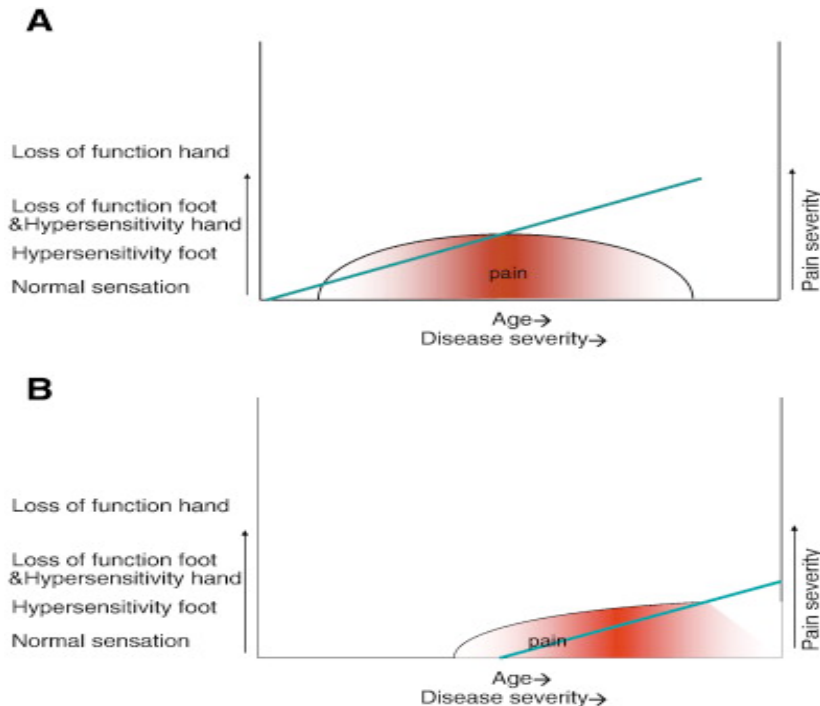 A
Loss of function hand
Loss of function foot
&Hypersensitivity hand
Hypersensitivity foot
Normal sensation
pain
Pain severity
Age→
Disease severity→
B
Loss of function hand
Loss of function foot
&Hypersensitivity hand
Hypersensitivity foot
Normal sensation
pain
Pain severity
Age→
Disease severity→